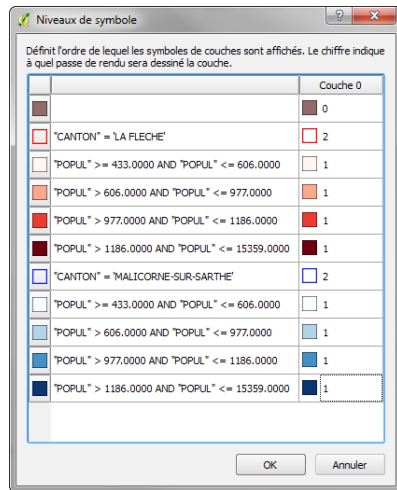 Niveaux de symbole
Définit l'ordre de lequel les symboles de couches sont affichés. Le chiffre indique
à quel passe de rendu sera dessiné la couche.
Couche 0
0
"CANTON" = 'LA FLECHE' 2
"POPUL" >= 433.0000 AND "POPUL" <= 606.0000 1
"POPUL" > 606.0000 AND "POPUL" <= 977.0000 1
"POPUL" > 977.0000 AND "POPUL" <= 1186.0000 1
"POPUL" > 1186.0000 AND "POPUL" <= 15359.0000 1
"CANTON" = 'MALICORNE-SUR-SARTHE' 2
"POPUL" >= 433.0000 AND "POPUL" <= 606.0000 1
"POPUL" > 606.0000 AND "POPUL" <= 977.0000 1
"POPUL" > 977.0000 AND "POPUL" <= 1186.0000 1
"POPUL" > 1186.0000 AND "POPUL" <= 15359.0000 1
OK Annuler